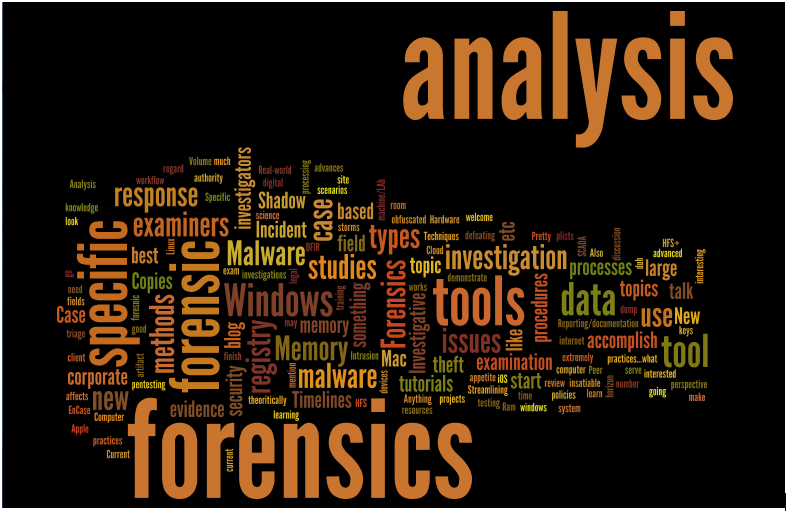 analysis
Volume much
regard
workflow
authority
Analysis
investigators
Real-world
digital
processing
advances
site
scenarios
machine/LAb
knowledge
response
Specific
Shadow
science
case
based
room
look
examiners
Incident
storms
obfuscated Hardware welcome
specific
best
Linux
forensic
Malware
DFIR
field
types
Techniques
defeating
etc
Pretty
plists
SCADA
Also
discussion
HFS+
advanced
need
Copies
exam
investigations
legal
studies
topic
Cloud
investigation
processes
duh
large
interesting
fields
foresnic
methods
Windows
training
something
Forensics
works
demonstrate
tools
procedures
data
topics
talk
Case
good
blog
registry
may
memory
Investigative
issues
like
Reporting/documentation
dump
use
New
keys
triage
client
artifact
finish
Memory
Intrusion
Mac
theft
internet
accomplish
tool
corporate
pentesting
security
mention
malware
devices
tutorials
examination
extremely
practices...what
computer
Peer
serve
interested
affects
new
appetite
iOS
start
review
insatiable
horizon
number
perspective
EnCase
Computer
evidence
theoritically
Timelines
HFS
Anything
projects
Streamlining
time
policies
learn
going
make
Apple
learning
resources
testing
Ram
windows
system
practices
Current
forensics
current